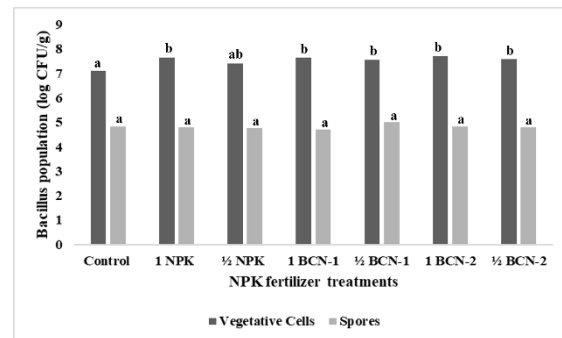 Bacillus population (log CFU/g)
9
8
7
6
5
4
3
2
1
0
a
a
b
a
ab
a
b
a
b
a
b
a
b
a
Control 1 NPK ½ NPK 1 BCN-1 ½ BCN-1 1 BCN-2 ½ BCN-2
NPK fertilizer treatments
Vegetative Cells Spores